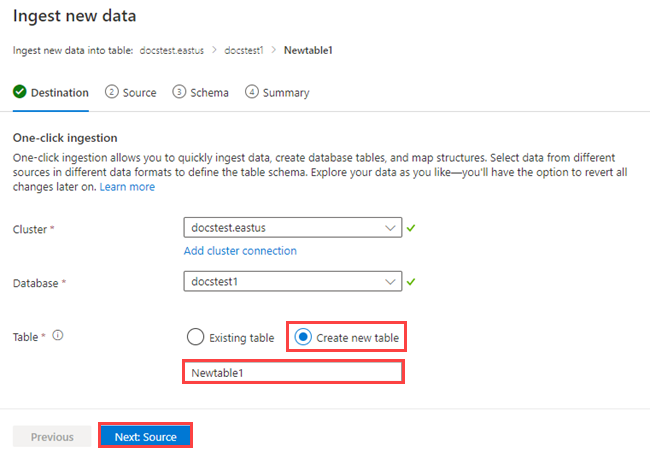 Ingest new data
Ingest new data into table: docstest.eastus > docstest1 > Newtable1
Destination 2 Source 3 Schema 4 Summary
One-click ingestion
One-click ingestion allows you to quickly ingest data, create database tables, and map structures. Select data from different
sources in different data formats to define the table schema. Explore your data as you like—you'll have the option to revert all
changes later on. Learn more
Cluster * docstest.eastus
Add cluster connection
Database * docstest1
Table * Existing table Create new table
Newtable1
Previous Next: Source